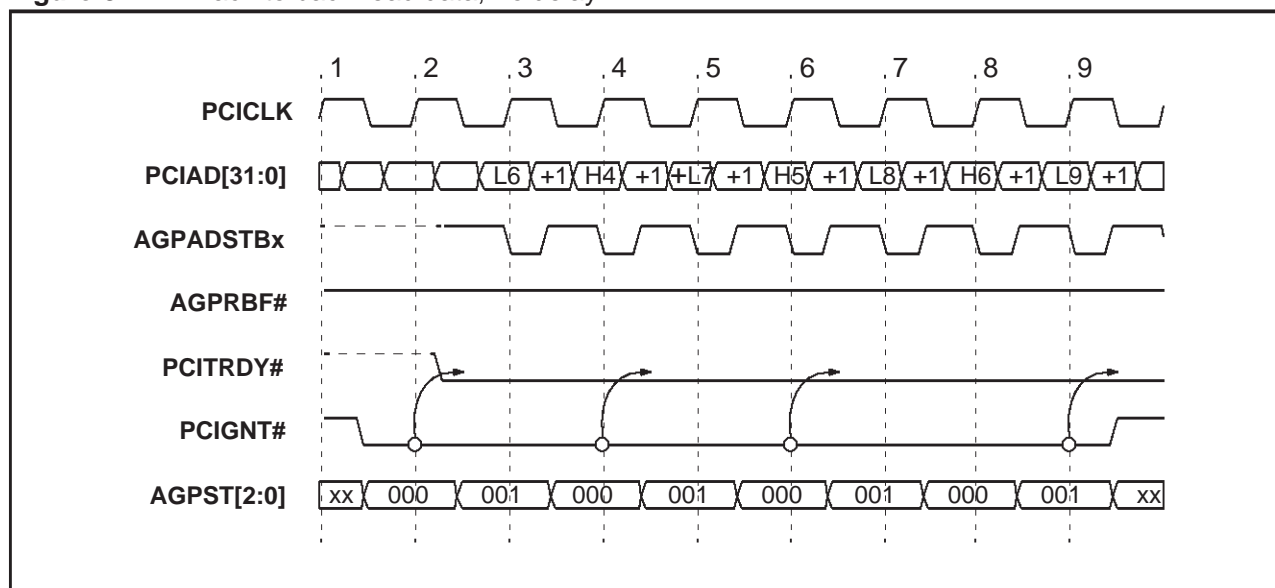 1 2 3 4 5 6 7 8 9
PCICLK
PCIAD[31:0] L6 +1 H4 +1 +L7 +1 H5 +1 L8 +1 H6 +1 L9 +1
AGPADSTBx
AGPRBF#
PCITRDY#
PCIGNT#
AGPST[2:0] xx 000 001 000 001 000 001 000 001 xx